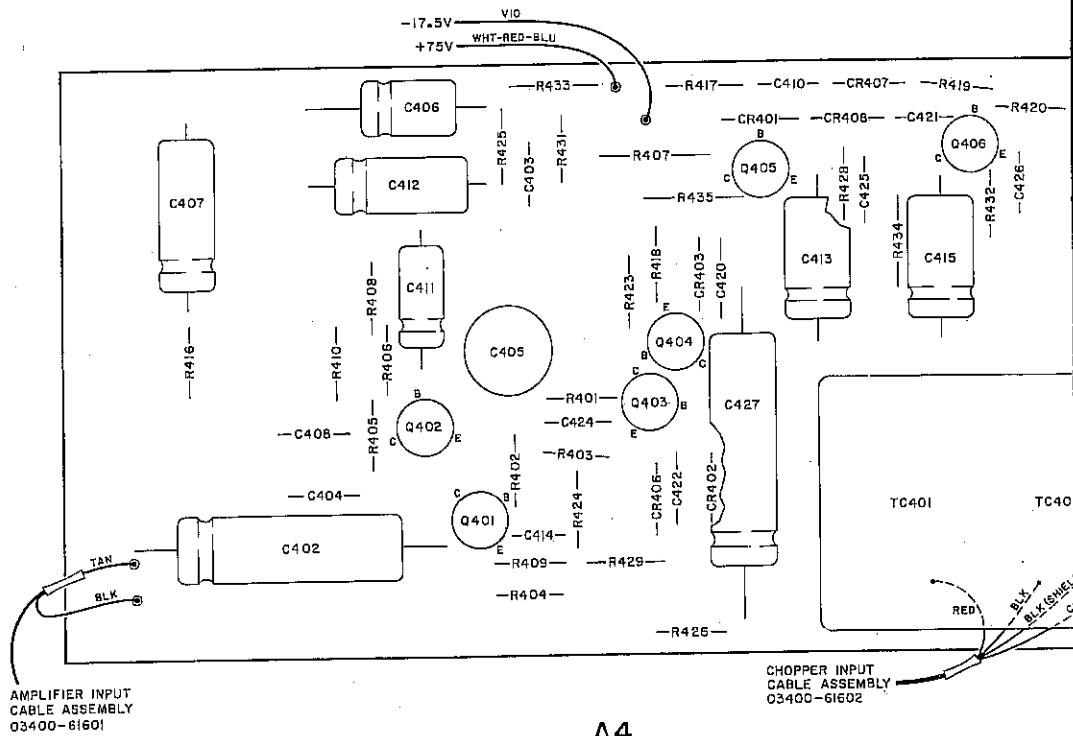 -17.5V
VIO
+75V
WHT-RED-BLU
R433
R417
C410
CR407
R419
C406
R425
C403
R431
CR401
CR408
C421
R420
B
Q406
C
E
B
Q405
C
E
R407
R435
R428
C425
R432
C426
C407
C412
C413
R434
C415
C411
R408
R423
R418
CR403
C420
E
Q404
B
C
R416
R410
R406
C405
R401
C
Q403
B
E
C427
B
Q402
C
E
C408
R405
C424
R403
R402
R424
CR406
C422
CR402
C404
C
B
Q401
E
C414
C402
R409
R429
R404
TC401
TC40
TAN
BLK
R426
RED
BLK
BLK (SHIEL
AMPLIFIER INPUT
CABLE ASSEMBLY
03400-61601
CHOPPER INPUT
CABLE ASSEMBLY
03400-61602
A4